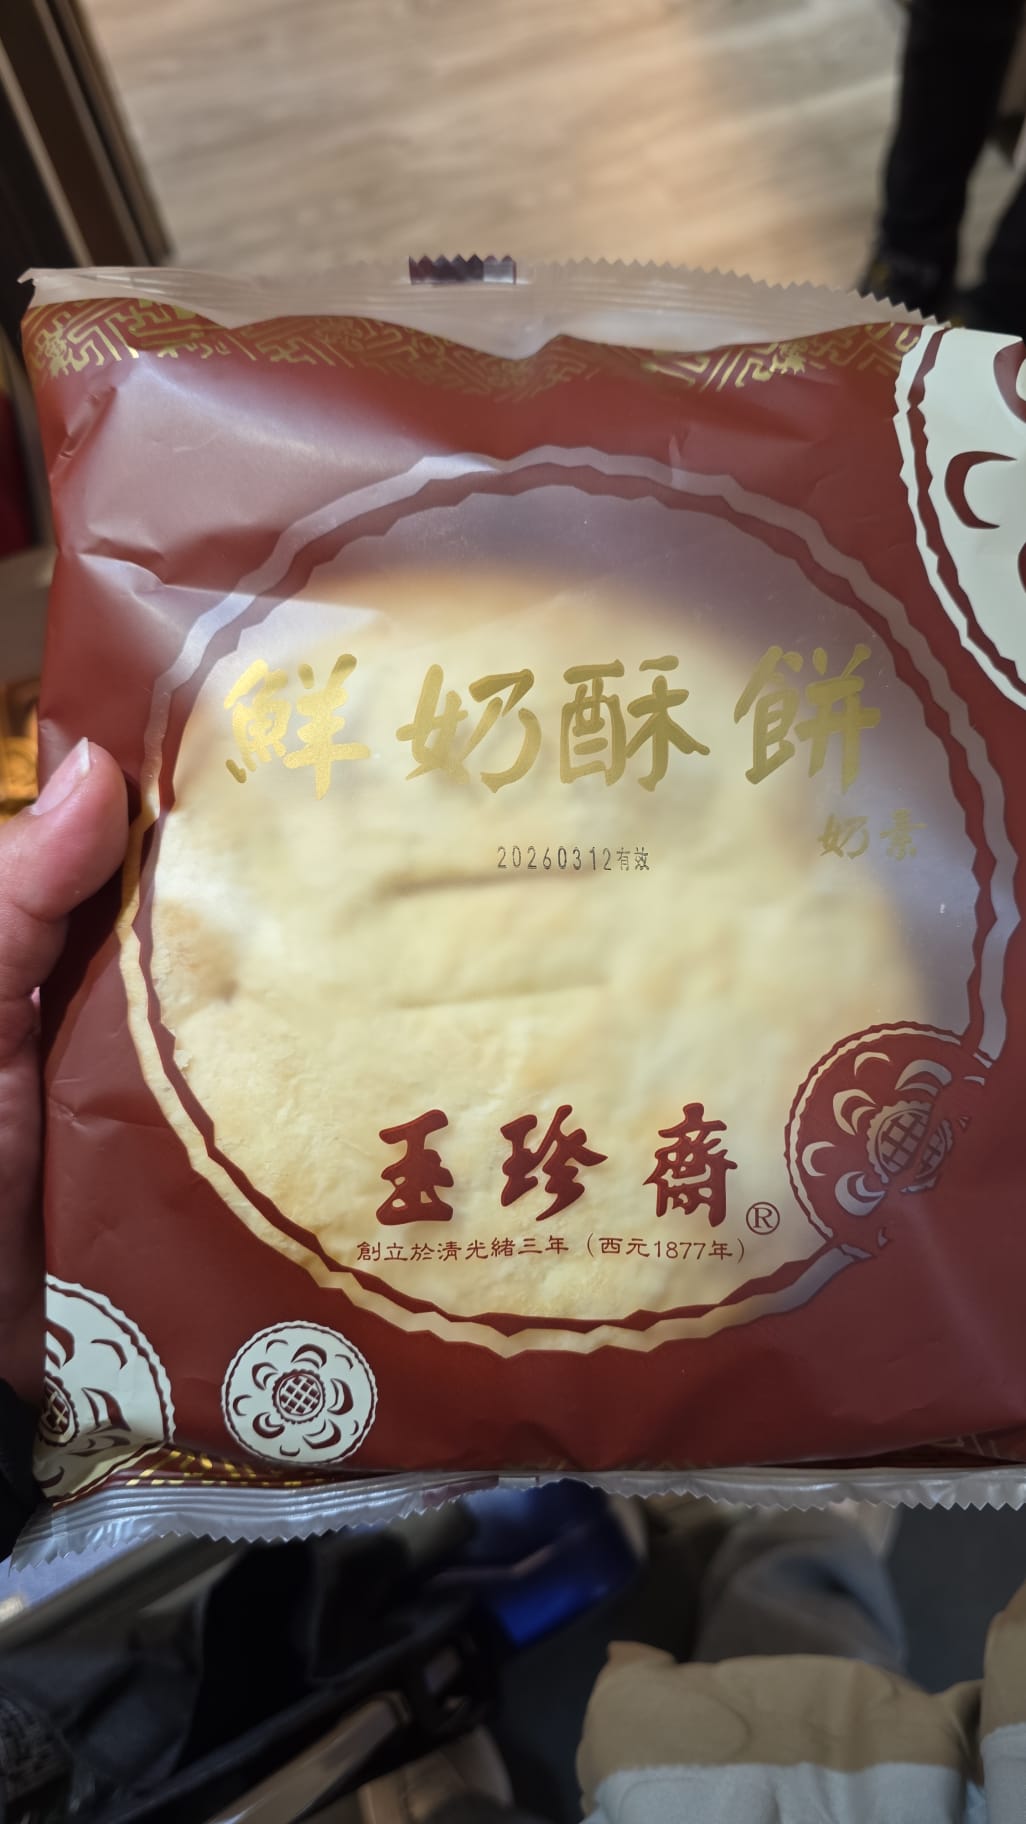 鮮奶酥餅
奶素
20260312有效
玉珍齋®
創立於清光緒三年（西元1877年）